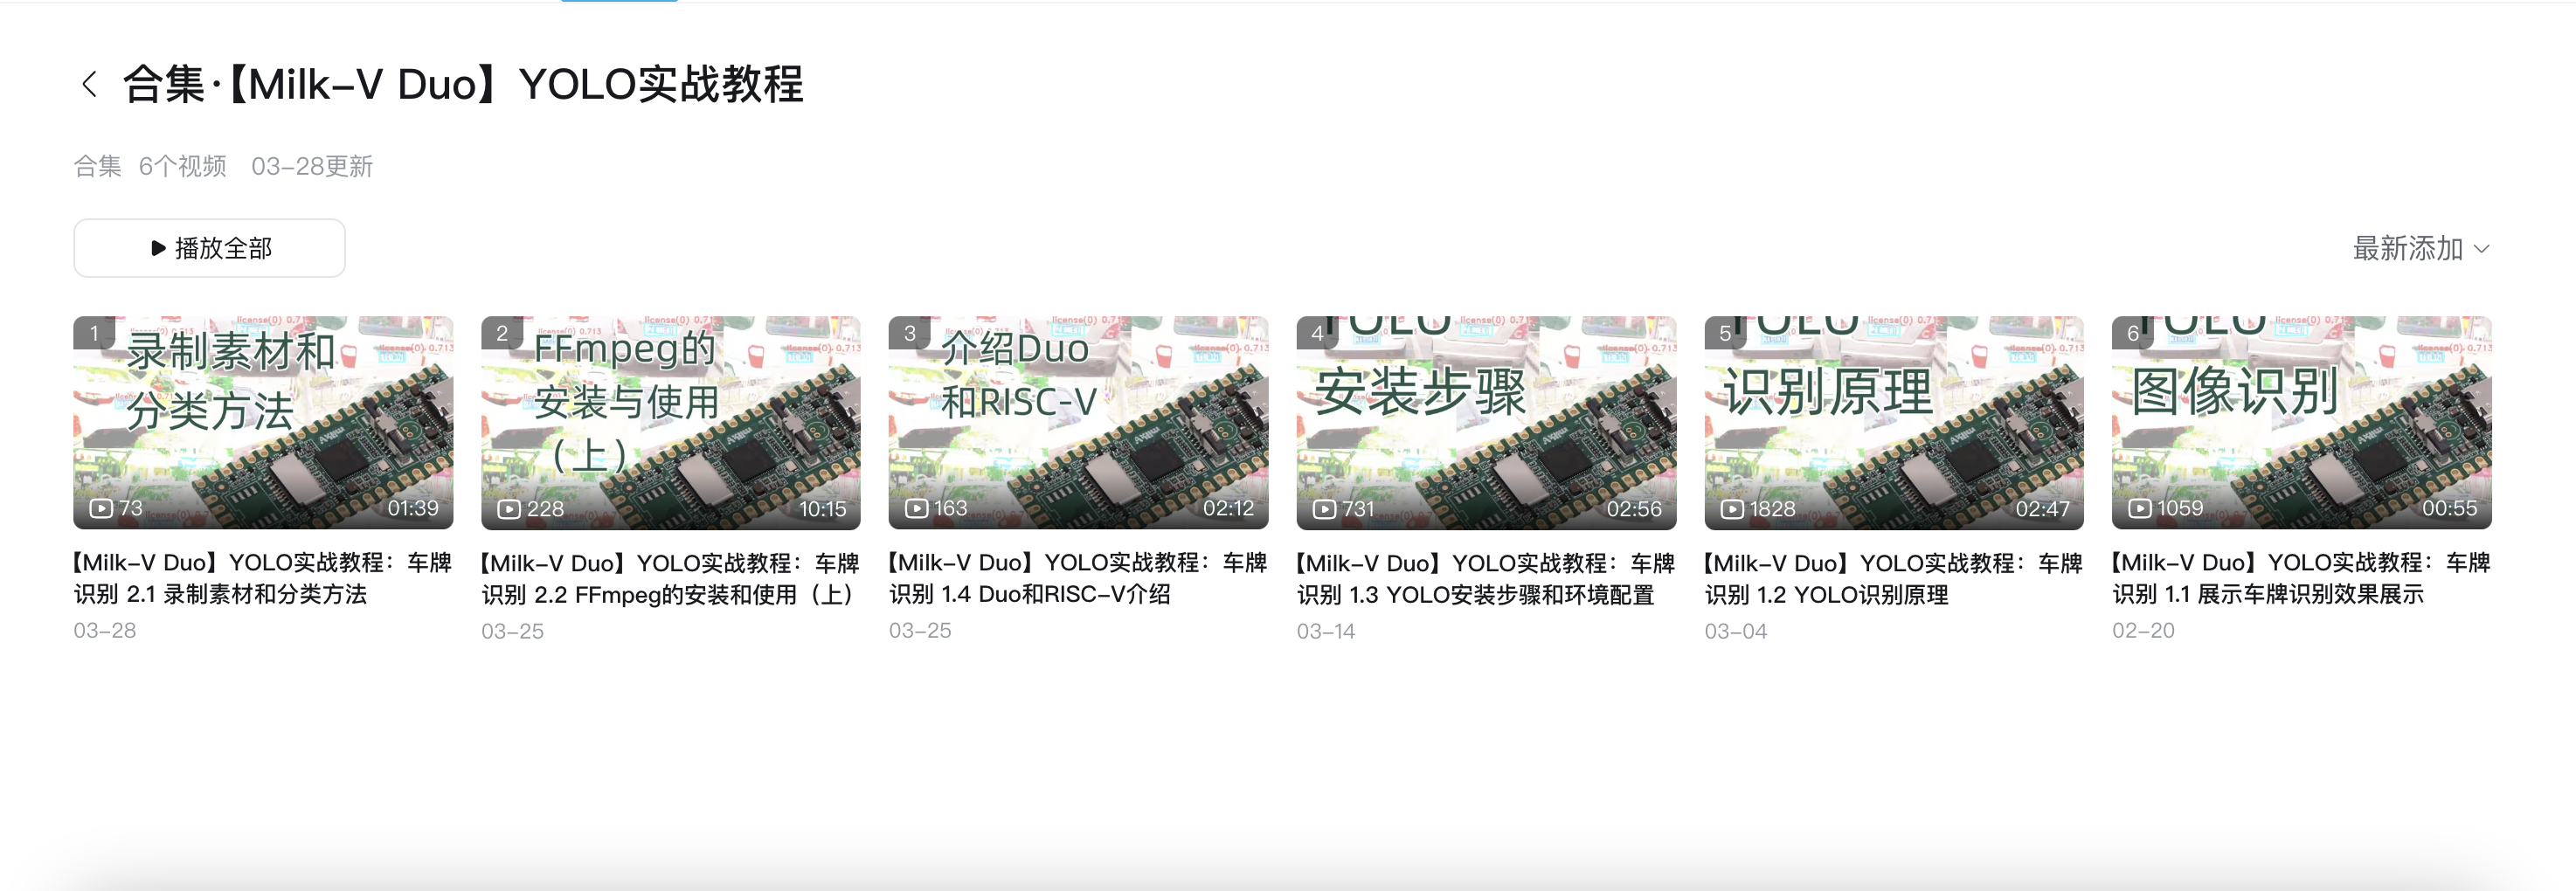 合集·【Milk-V Duo】YOLO实战教程
合集 6个视频 03-28更新
播放全部
最新添加
1
录制素材和
分类方法
73
01:39
【Milk-V Duo】YOLO实战教程：车牌
识别 2.1 录制素材和分类方法
03-28
2
FFmpeg的
安装与使用
（上）
228
10:15
【Milk-V Duo】YOLO实战教程：车牌
识别 2.2 FFmpeg的安装和使用（上）
03-25
3
介绍Duo
和RISC-V
163
02:12
【Milk-V Duo】YOLO实战教程：车牌
识别 1.4 Duo和RISC-V介绍
03-25
4
YOLO
安装步骤
731
02:56
【Milk-V Duo】YOLO实战教程：车牌
识别 1.3 YOLO安装步骤和环境配置
03-14
5
YOLO
识别原理
1828
02:47
【Milk-V Duo】YOLO实战教程：车牌
识别 1.2 YOLO识别原理
03-04
6
YOLO
图像识别
1059
00:55
【Milk-V Duo】YOLO实战教程：车牌
识别 1.1 展示车牌识别效果展示
02-20